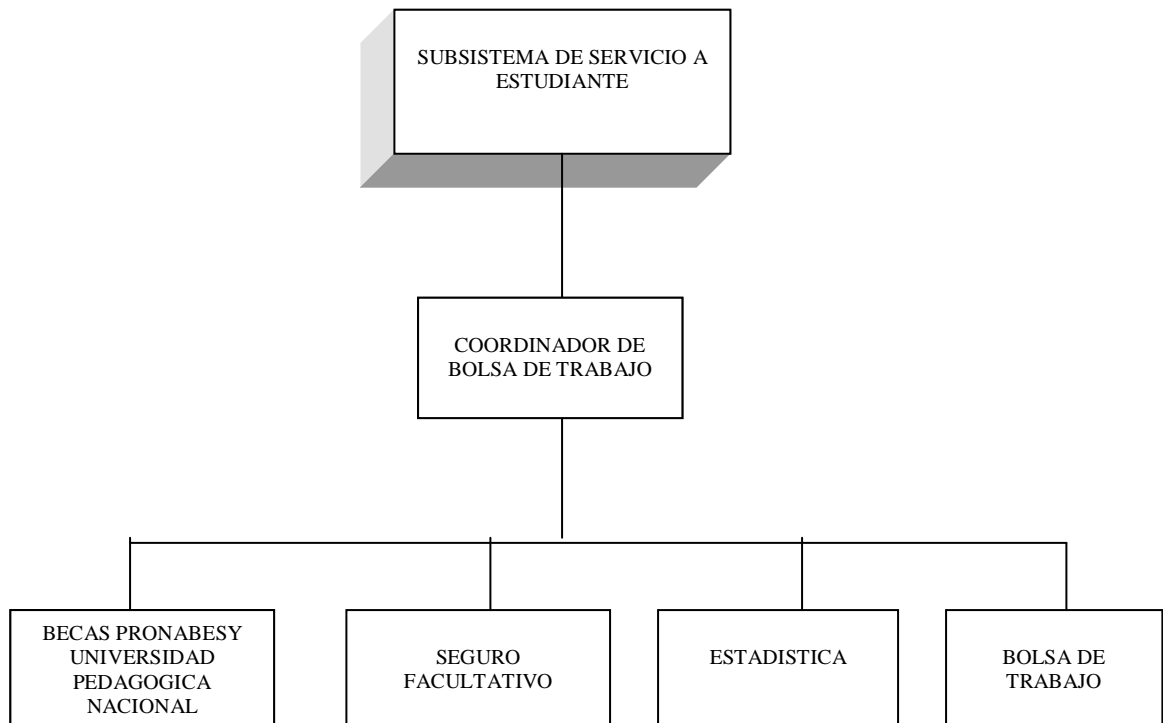 SUBSISTEMA DE SERVICIO A
ESTUDIANTE
COORDINADOR DE
BOLSA DE TRABAJO
BECAS PRONABESY
UNIVERSIDAD
PEDAGOGICA
NACIONAL
SEGURO
FACULTATIVO
ESTADISTICA
BOLSA DE
TRABAJO